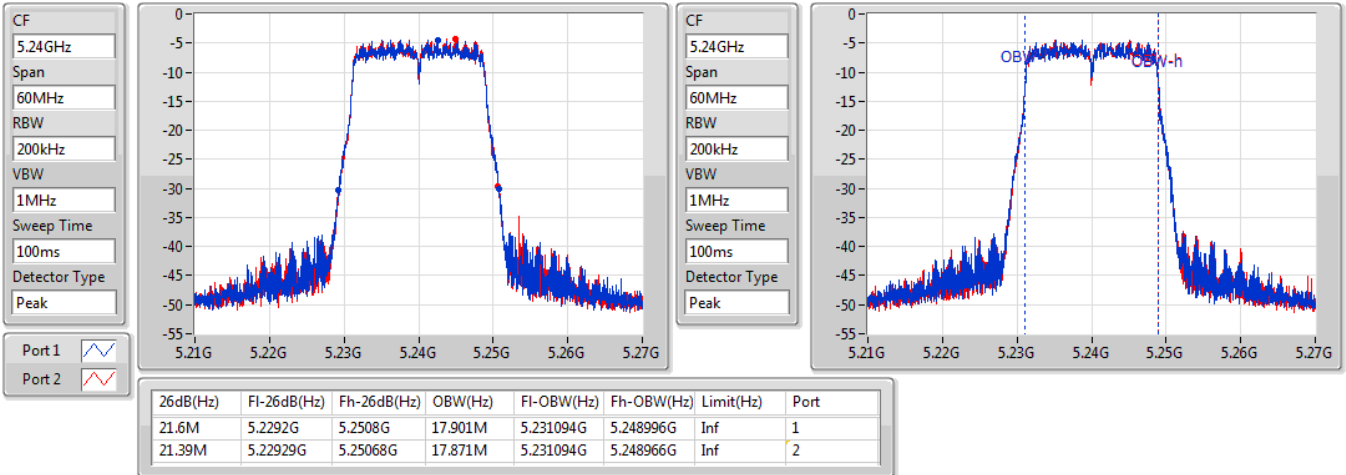 CF
5.24GHz
Span
60MHz
RBW
200kHz
VBW
1MHz
Sweep Time
100ms
Detector Type
Peak
Port 1
Port 2
0
-5
-10
-15
-20
-25
-30
-35
-40
-45
-50
-55
5.21G 5.22G 5.23G 5.24G 5.25G 5.26G 5.27G
CF
5.24GHz
Span
60MHz
RBW
200kHz
VBW
1MHz
Sweep Time
100ms
Detector Type
Peak
0
-5
-10
-15
-20
-25
-30
-35
-40
-45
-50
-55
OBW-h
5.21G 5.22G 5.23G 5.24G 5.25G 5.26G 5.27G
26dB(Hz) Fl-26dB(Hz) Fh-26dB(Hz) OBW(Hz) Fl-OBW(Hz) Fh-OBW(Hz) Limit(Hz) Port
21.6M 5.2292G 5.2508G 17.901M 5.231094G 5.248996G Inf 1
21.39M 5.22929G 5.25068G 17.871M 5.231094G 5.248966G Inf 2